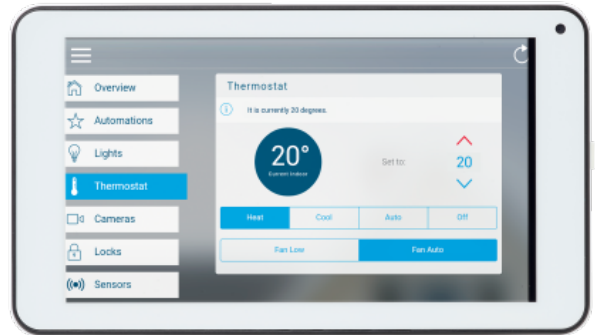 Overview
Automations
Lights
Thermostat
Cameras
Locks
Sensors
Thermostat
It is currently 20 degrees.
20°
Current Indoor
Set to:
20
Heat Cool Auto Off
Fan Low Fan Auto